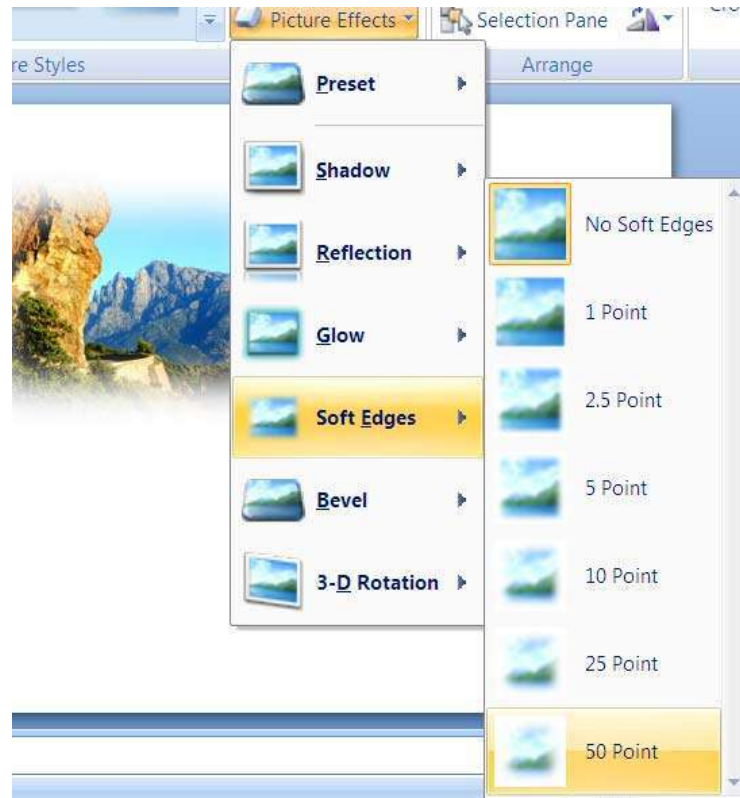 Picture Effects
Selection Pane
re Styles
Arrange
Preset
Shadow
Reflection
Glow
Soft Edges
Bevel
3-D Rotation
No Soft Edges
1 Point
2.5 Point
5 Point
10 Point
25 Point
50 Point